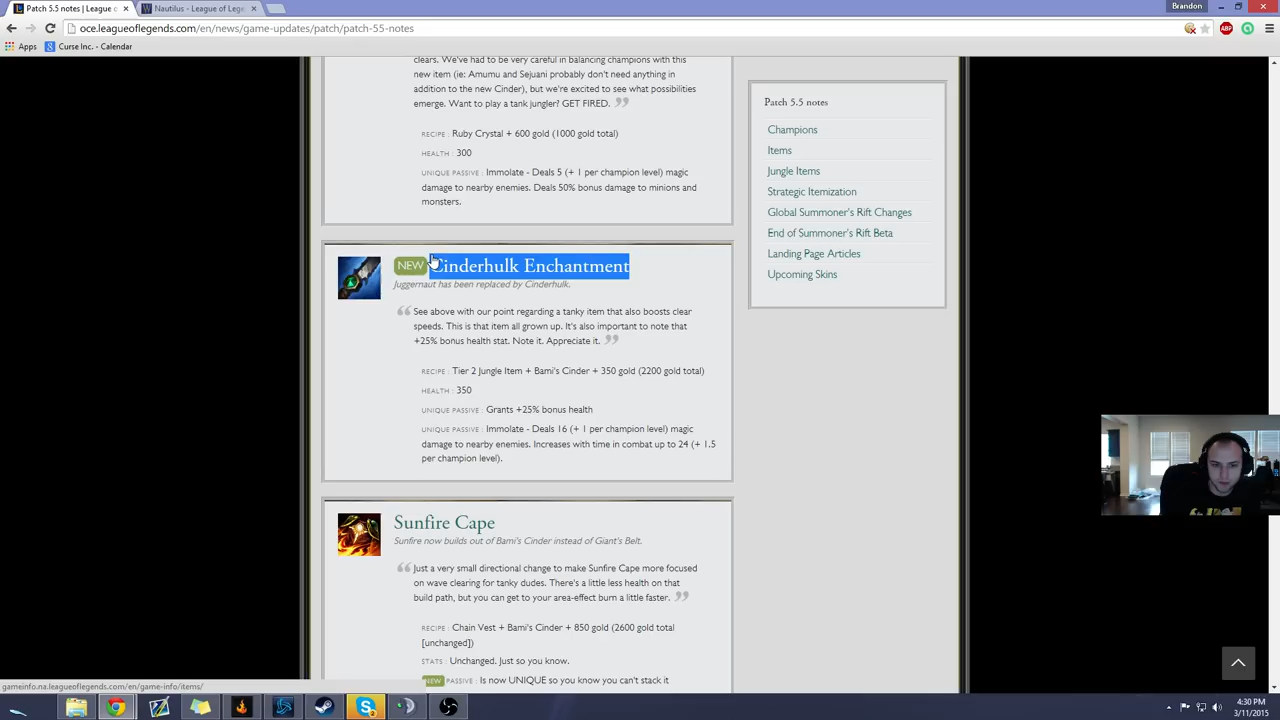 Patch 5.5 notes | League o
Nautilus - League of Leg
Brandon
oce.leagueoflegends.com/en/news/game-updates/patch/patch-55-notes
Apps
Curse Inc. - Calendar
clears. We've had to be very careful in balancing champions with this
new item (ie: Amumu and Sejuani probably don't need anything in
addition to the new Cinder), but we're excited to see what possibilities
emerge. Want to play a tank jungler? GET FIRED.
RECIPE : Ruby Crystal + 600 gold (1000 gold total)
HEALTH : 300
UNIQUE PASSIVE : Immolate - Deals 5 (+ 1 per champion level) magic
damage to nearby enemies. Deals 50% bonus damage to minions and
monsters.
NEW Cinderhulk Enchantment
Juggernaut has been replaced by Cinderhulk.
See above with our point regarding a tanky item that also boosts clear
speeds. This is that item all grown up. It's also important to note that
+25% bonus health stat. Note it. Appreciate it.
RECIPE : Tier 2 Jungle Item + Bami's Cinder + 350 gold (2200 gold total)
HEALTH : 350
UNIQUE PASSIVE : Grants +25% bonus health
UNIQUE PASSIVE : Immolate - Deals 16 (+ 1 per champion level) magic
damage to nearby enemies. Increases with time in combat up to 24 (+ 1.5
per champion level).
Sunfire Cape
Sunfire now builds out of Bami's Cinder instead of Giant's Belt.
Just a very small directional change to make Sunfire Cape more focused
on wave clearing for tanky dudes. There's a little less health on that
build path, but you can get to your area-effect burn a little faster.
RECIPE : Chain Vest + Bami's Cinder + 850 gold (2600 gold total
[unchanged])
STATS : Unchanged. Just so you know.
NEW PASSIVE : Is now UNIQUE so you know you can't stack it
Patch 5.5 notes
Champions
Items
Jungle Items
Strategic Itemization
Global Summoner's Rift Changes
End of Summoner's Rift Beta
Landing Page Articles
Upcoming Skins
gameinfo.na.leagueoflegends.com/en/game-info/items/
4:30 PM
3/11/2015